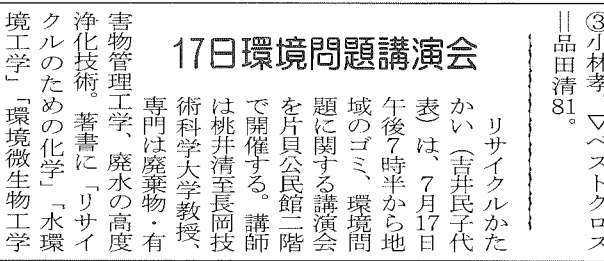 ③小林孝、▽ベストクロス
＝品田清81。
17日環境問題講演会
リサイクルかた
かい（吉井民子代
表）は、7月17日
午後7時半から地
域のゴミ、環境問
題に関する講演会
を片貝公民館二階
で開催する。講師
は桃井清至長岡技
術科学大学教授、
専門は廃棄物・有
害物管理工学、廃水の高度
浄化技術。著書に「リサイ
クルのための化学」「水環
境工学」「環境微生物工学